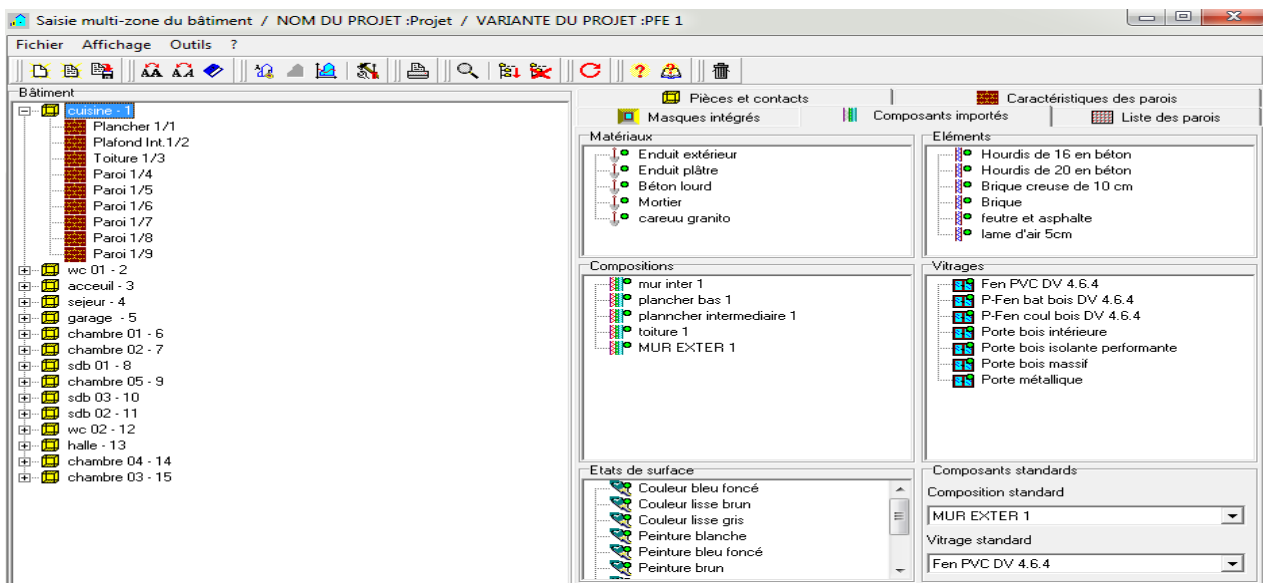 Saisie multi-zone du bâtiment / NOM DU PROJET :Projet / VARIANTE DU PROJET :PFE 1
Fichier Affichage Outils ?
Bâtiment
cuisine - 1
Plancher 1/1
Plafond Int.1/2
Toiture 1/3
Paroi 1/4
Paroi 1/5
Paroi 1/6
Paroi 1/7
Paroi 1/8
Paroi 1/9
wc 01 - 2
acceuil - 3
sejeur - 4
garage - 5
chambre 01 - 6
chambre 02 - 7
sdb 01 - 8
chambre 05 - 9
sdb 03 - 10
sdb 02 - 11
wc 02 - 12
halle - 13
chambre 04 - 14
chambre 03 - 15
Pièces et contacts
Caractéristiques des parois
Masques intégrés
Composants importés
Liste des parois
Matériaux
Enduit extérieur
Enduit plâtre
Béton lourd
Mortier
careuu granito
Eléments
Hourdis de 16 en béton
Hourdis de 20 en béton
Brique creuse de 10 cm
Brique
feutre et asphalte
lame d'air 5cm
Compositions
mur inter 1
plancher bas 1
planncher intermediaire 1
toiture 1
MUR EXTER 1
Vitrages
Fen PVC DV 4.6.4
P-Fen bat bois DV 4.6.4
P-Fen coul bois DV 4.6.4
Porte bois intérieure
Porte bois isolante performante
Porte bois massif
Porte métallique
Etats de surface
Couleur bleu foncé
Couleur lisse brun
Couleur lisse gris
Peinture blanche
Peinture bleu foncé
Peinture brun
Composants standards
Composition standard
MUR EXTER 1
Vitrage standard
Fen PVC DV 4.6.4